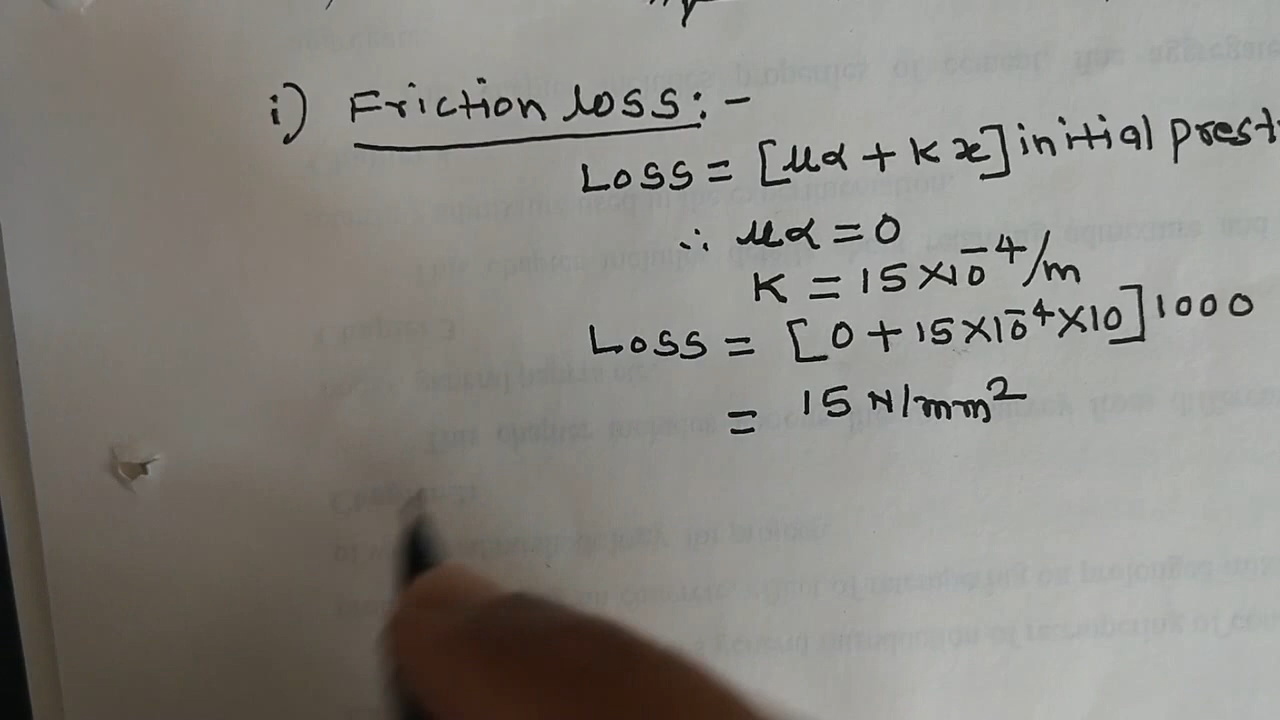 i) Friction loss:-
Loss = [μα + Kx] initial prest
∴ μα = 0
K = 15×10⁻⁴/m
Loss = [0 + 15×10⁻⁴×10] 1000
= 15 N/mm²